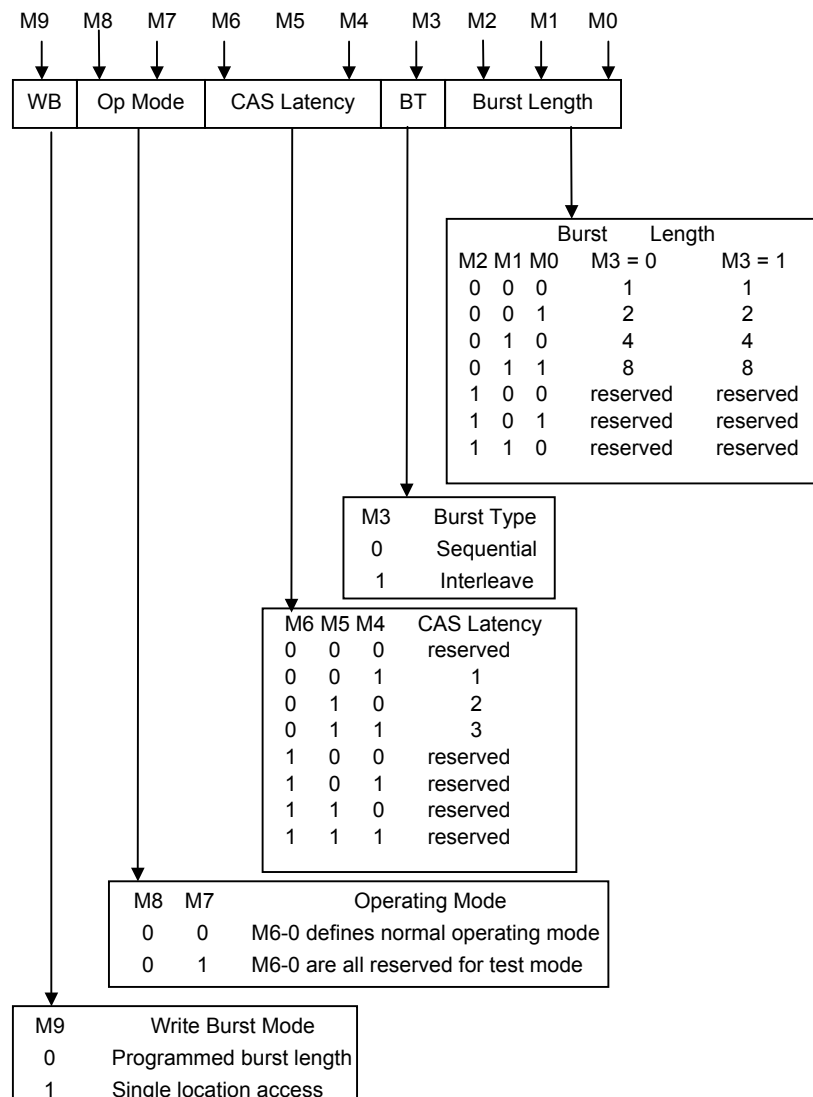 M9 M8 M7 M6 M5 M4 M3 M2 M1 M0
WB Op Mode CAS Latency BT Burst Length
Burst Length
M2 M1 M0 M3 = 0 M3 = 1
0 0 0 1 1
0 0 1 2 2
0 1 0 4 4
0 1 1 8 8
1 0 0 reserved reserved
1 0 1 reserved reserved
1 1 0 reserved reserved
M3 Burst Type
0 Sequential
1 Interleave
M6 M5 M4 CAS Latency
0 0 0 reserved
0 0 1 1
0 1 0 2
0 1 1 3
1 0 0 reserved
1 0 1 reserved
1 1 0 reserved
1 1 1 reserved
M8 M7 Operating Mode
0 0 M6-0 defines normal operating mode
0 1 M6-0 are all reserved for test mode
M9 Write Burst Mode
0 Programmed burst length
1 Single location access